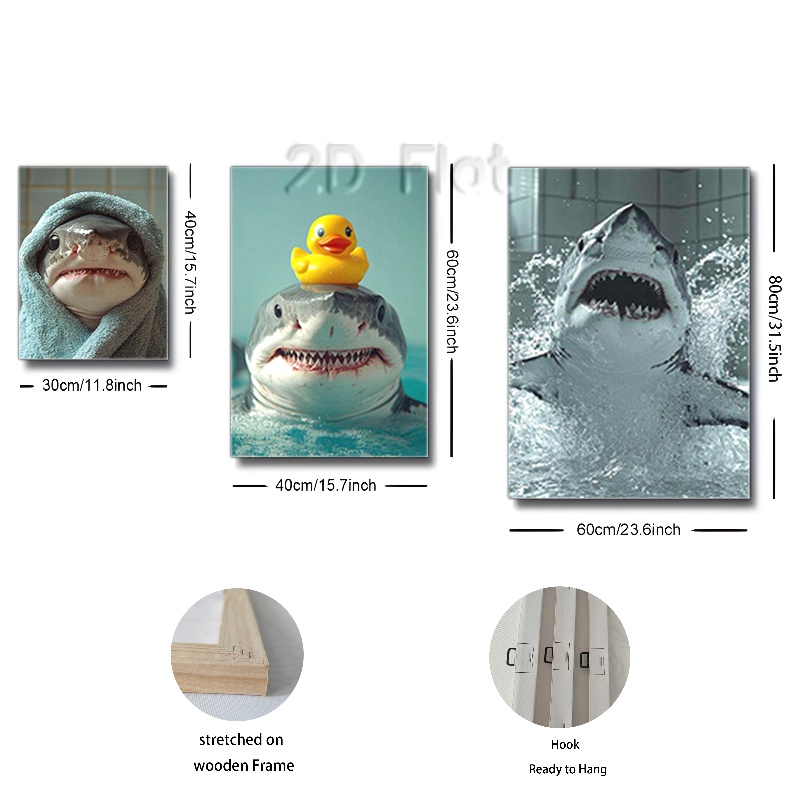 2D Flat
40cm/15.7inch
30cm/11.8inch
60cm/23.6inch
40cm/15.7inch
80cm/31.5inch
60cm/23.6inch
stretched on
wooden Frame
Hook
Ready to Hang